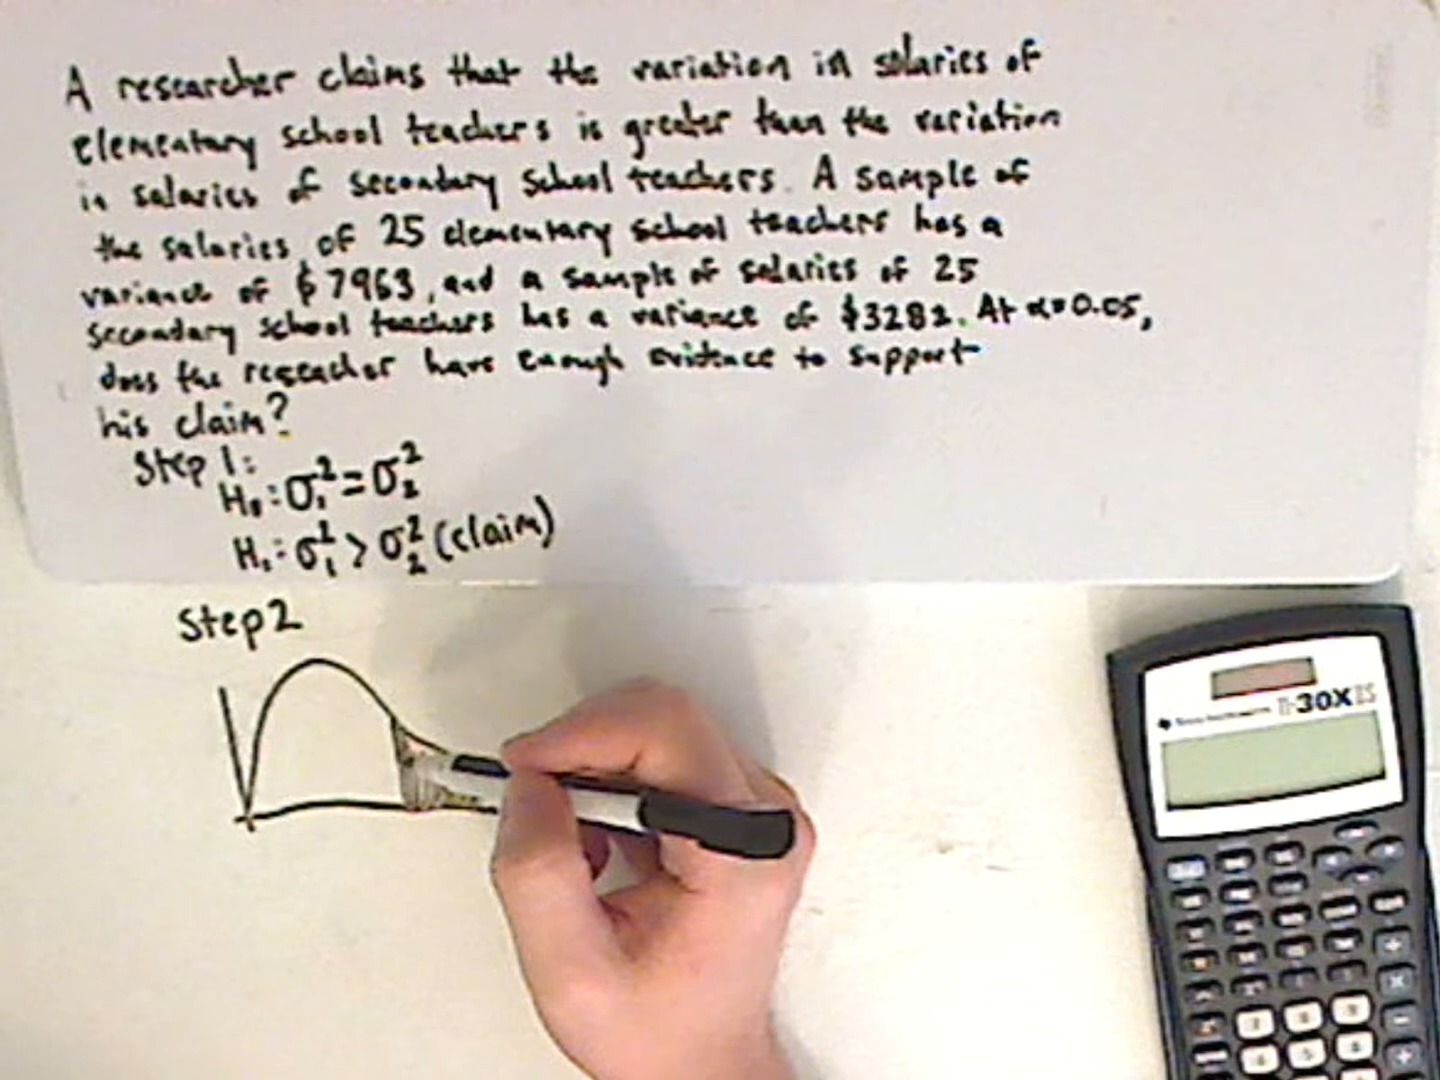 A researcher claims that the variation in salaries of
elementary school teachers is greater than the variation
in salaries of secondary school teachers. A sample of
the salaries of 25 elementary school teachers has a
variance of $7963, and a sample of salaries of 25
secondary school teachers has a variance of $3282. At α=0.05,
does the reseacher have enough evidence to support
his claim?
Step 1:
H₀: σ₁² = σ₂²
H₁: σ₁² > σ₂² (claim)
Step 2
TI-30X IIS